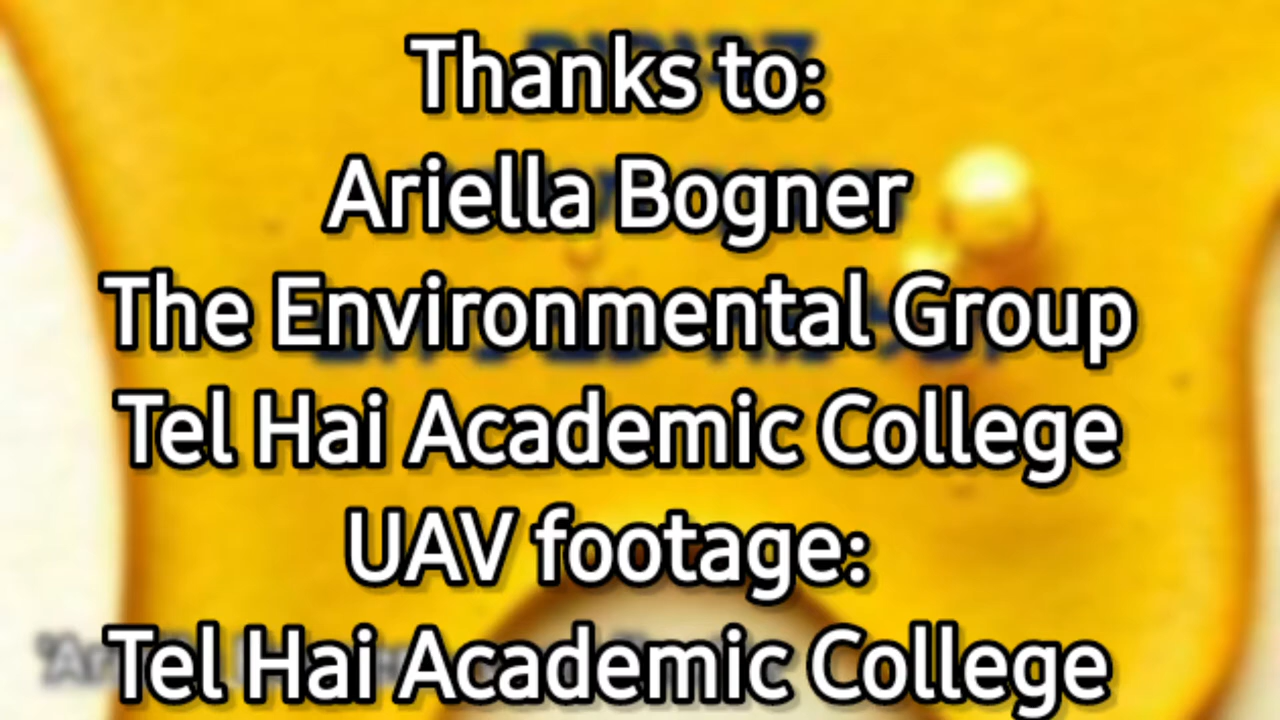 Thanks to:
Ariella Bogner
The Environmental Group
Tel Hai Academic College
UAV footage:
Tel Hai Academic College